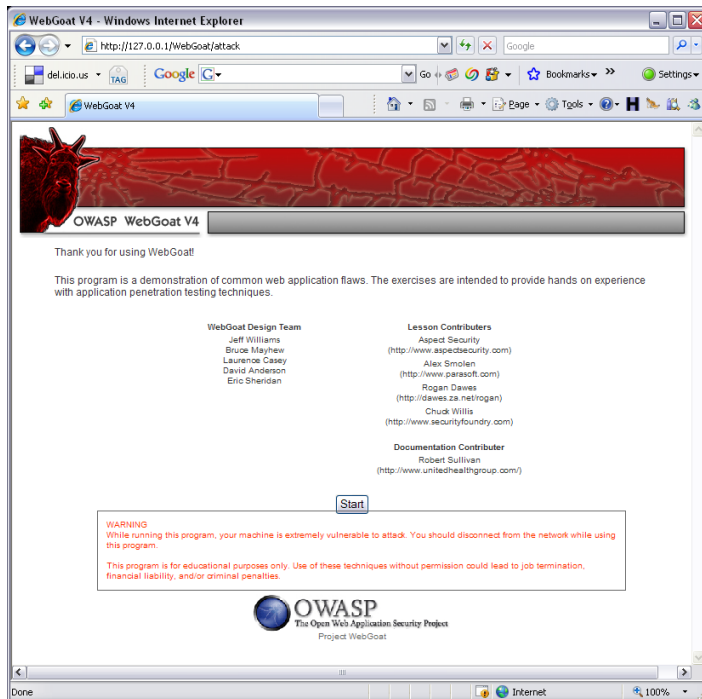 WebGoat V4 - Windows Internet Explorer
http://127.0.0.1/WebGoat/attack
Google
del.icio.us
TAG
Google
G
Go
Bookmarks
Settings
WebGoat V4
Page
Tools
OWASP WebGoat V4
Thank you for using WebGoat!
This program is a demonstration of common web application flaws. The exercises are intended to provide hands on experience
with application penetration testing techniques.
WebGoat Design Team
Jeff Williams
Bruce Mayhew
Laurence Casey
David Anderson
Eric Sheridan
Lesson Contributers
Aspect Security
(http://www.aspectsecurity.com)
Alex Smolen
(http://www.parasoft.com)
Rogan Dawes
(http://dawes.za.net/rogan)
Chuck Willis
(http://www.securityfoundry.com)
Documentation Contributer
Robert Sullivan
(http://www.unitedhealthgroup.com/)
Start
WARNING
While running this program, your machine is extremely vulnerable to attack. You should disconnect from the network while using
this program.
This program is for educational purposes only. Use of these techniques without permission could lead to job termination,
financial liability, and/or criminal penalties.
OWASP
The Open Web Application Security Project
Project WebGoat
Done
Internet
100%